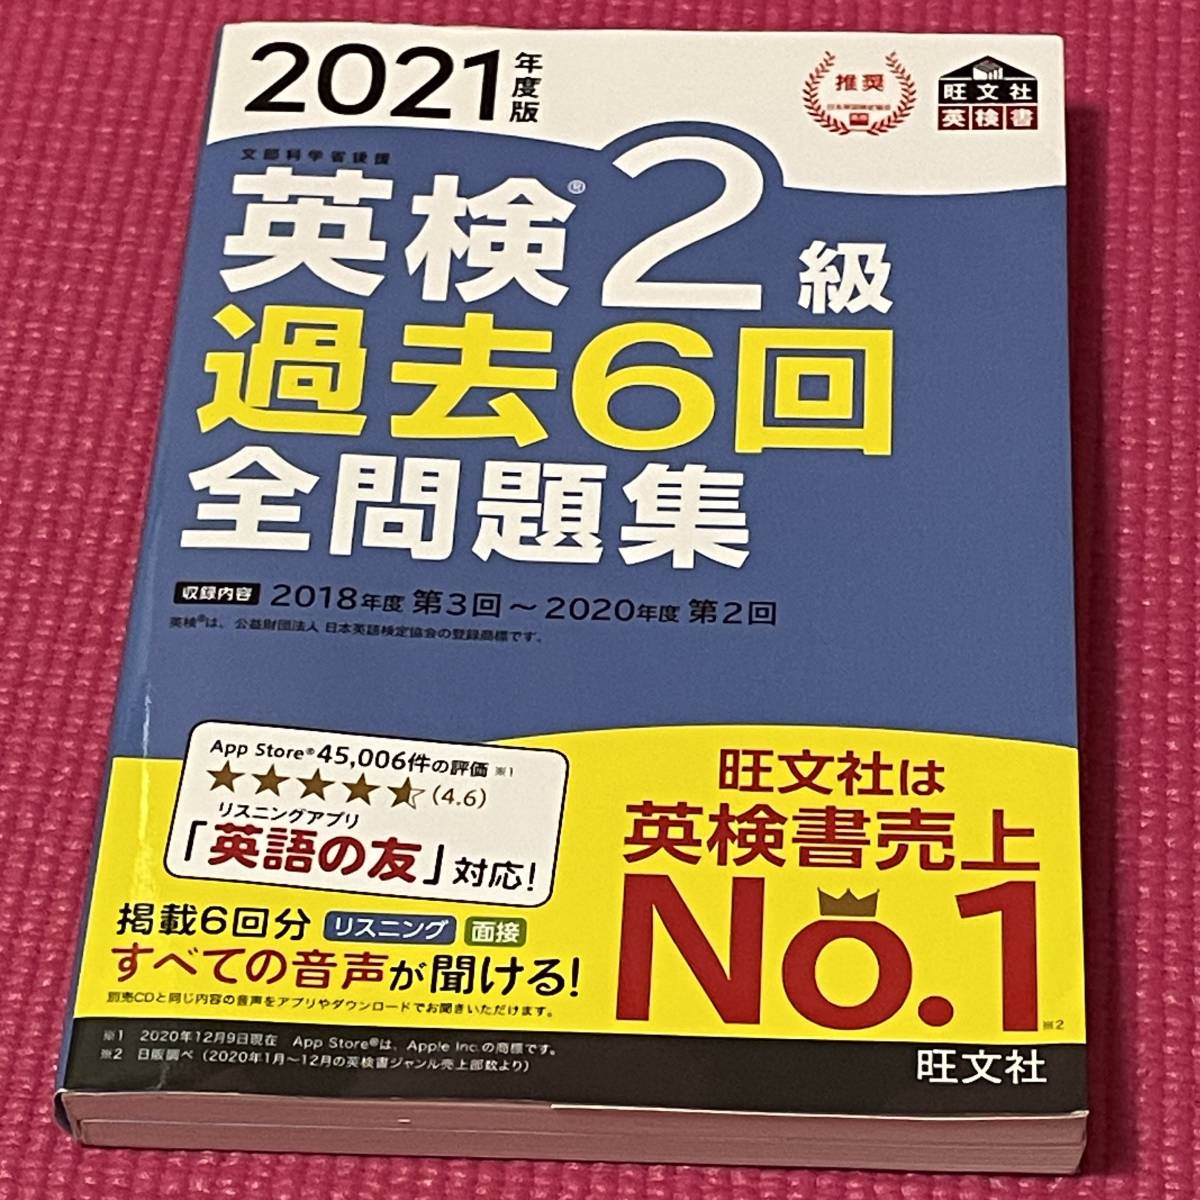 2021年度版
推奨
日本英語検定協会
旺文社
英検書
文部科学省後援
英検®2級
過去6回
全問題集
収録内容 2018年度 第3回～2020年度 第2回
英検®は、公益財団法人 日本英語検定協会の登録商標です。
App Store®45,006件の評価 ※1
★★★★⯪(4.6)
リスニングアプリ
「英語の友」対応!
掲載6回分 リスニング 面接
すべての音声が聞ける!
別売CDと同じ内容の音声をアプリやダウンロードでお聞きいただけます。
旺文社は
英検書売上
No.1
※2
※1 2020年12月9日現在 App Store®は、Apple Inc.の商標です。
※2 日販調べ（2020年1月～12月の英検書ジャンル売上部数より）
旺文社